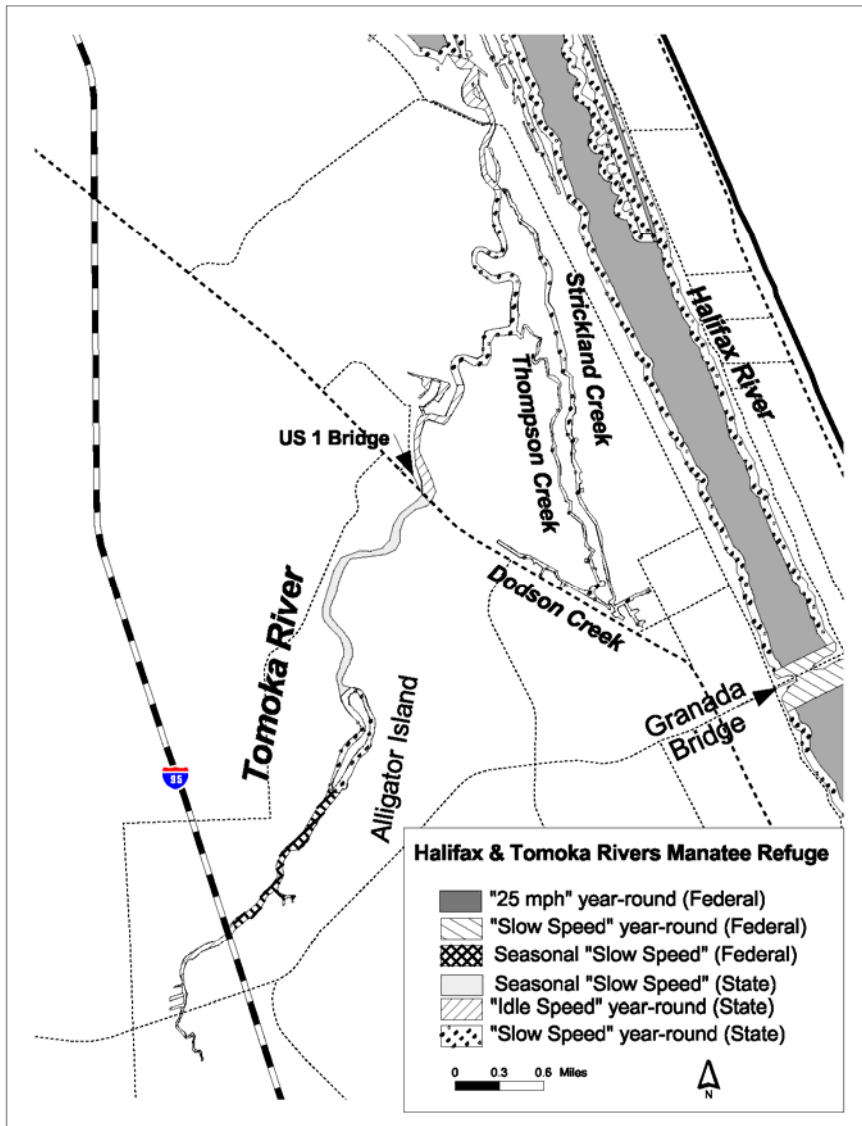 Halifax River
Strickland Creek
Thompson Creek
US 1 Bridge
Dodson Creek
Tomoka River
Alligator Island
Granada
Bridge
95
Halifax & Tomoka Rivers Manatee Refuge
"25 mph" year-round (Federal)
"Slow Speed" year-round (Federal)
Seasonal "Slow Speed" (Federal)
Seasonal "Slow Speed" (State)
"Idle Speed" year-round (State)
"Slow Speed" year-round (State)
0 0.3 0.6 Miles
N